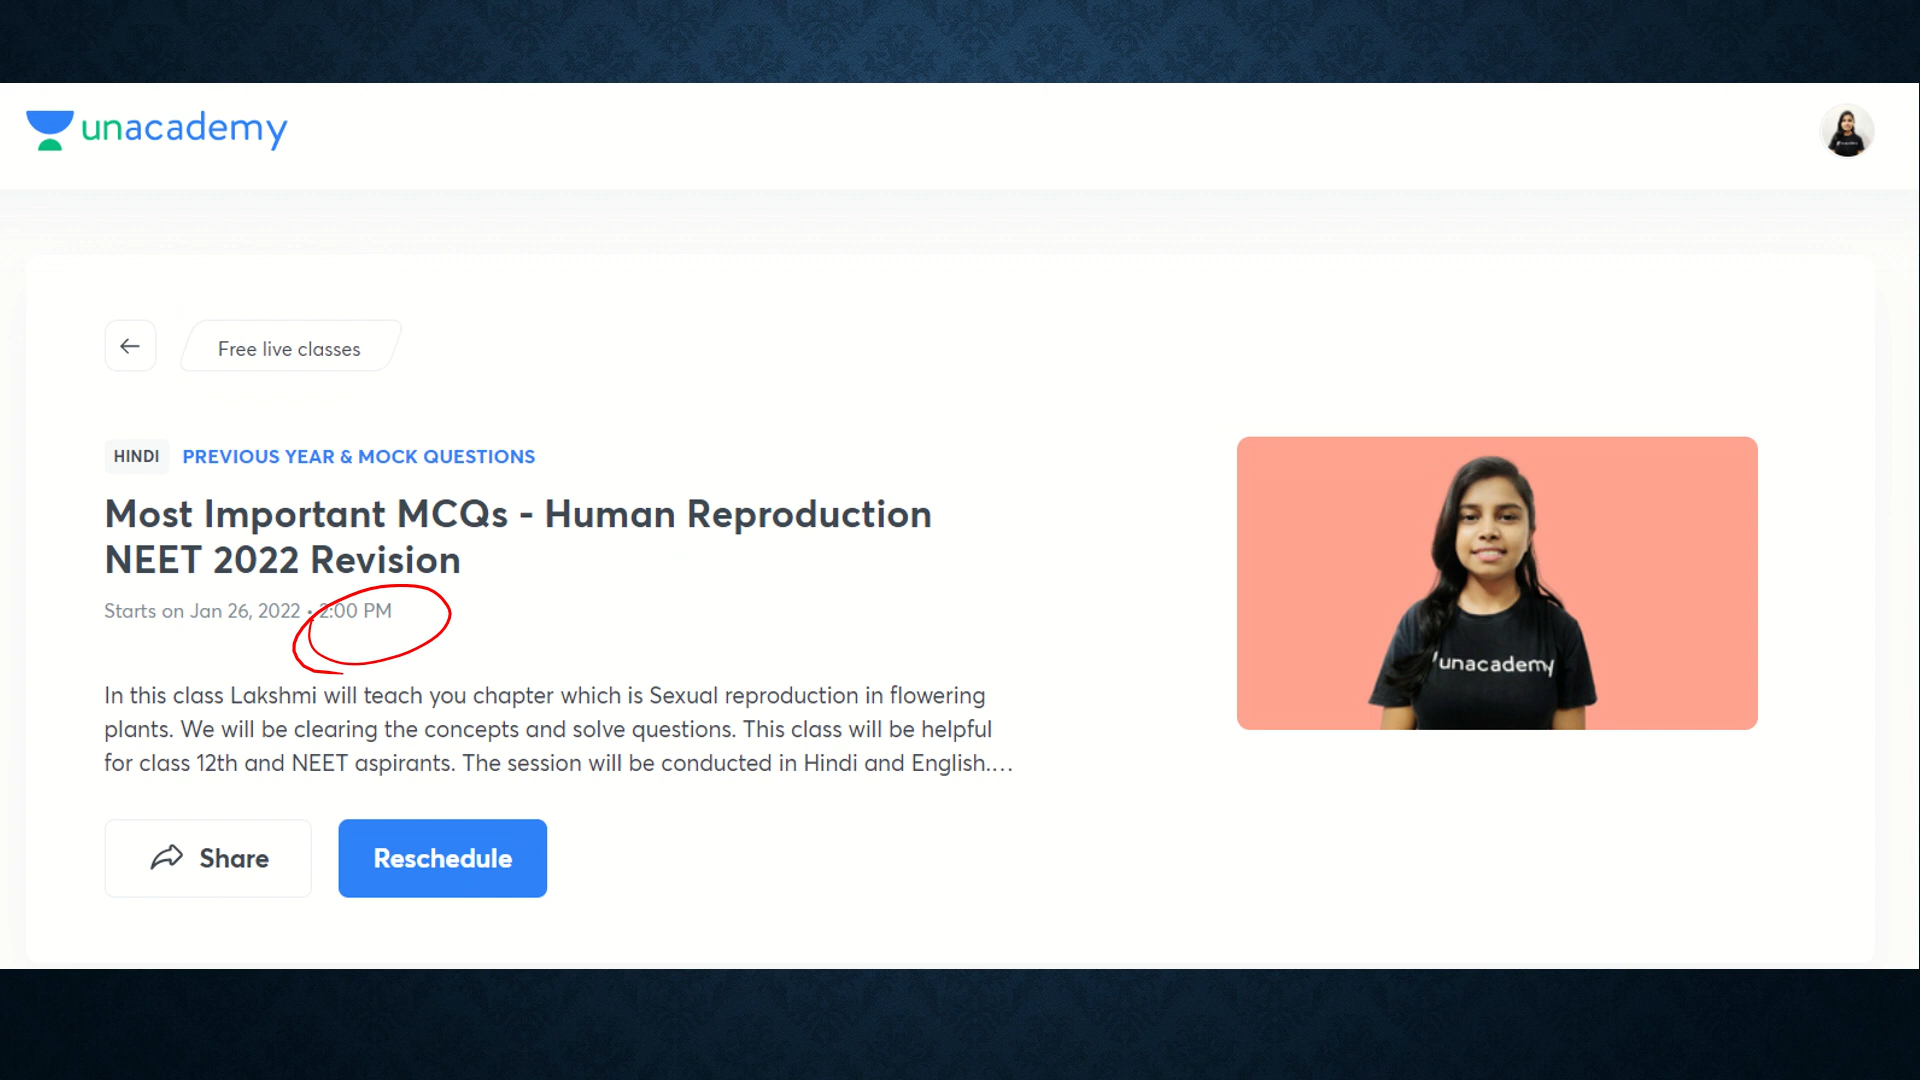 unacademy
Free live classes
HINDI PREVIOUS YEAR & MOCK QUESTIONS
Most Important MCQs - Human Reproduction
NEET 2022 Revision
Starts on Jan 26, 2022 • 2:00 PM
In this class Lakshmi will teach you chapter which is Sexual reproduction in flowering
plants. We will be clearing the concepts and solve questions. This class will be helpful
for class 12th and NEET aspirants. The session will be conducted in Hindi and English....
unacademy
Share Reschedule